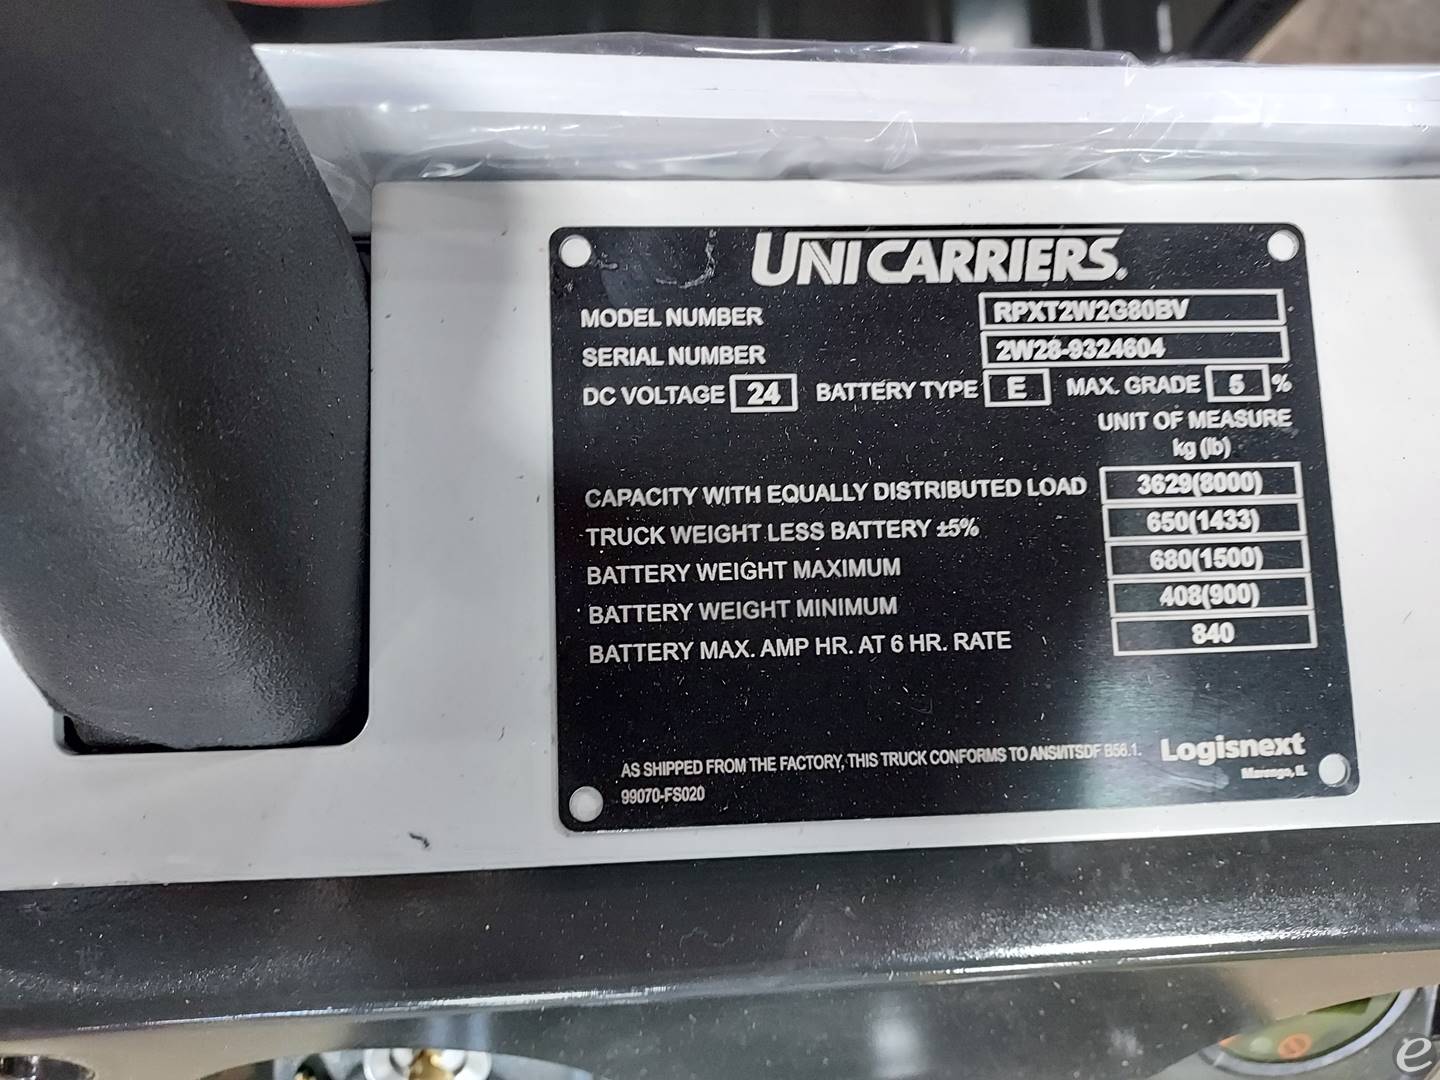 UNICARRIERS.
MODEL NUMBER RPXT2W2G80BV
SERIAL NUMBER 2W28-9324604
DC VOLTAGE 24 BATTERY TYPE E MAX. GRADE 5 %
UNIT OF MEASURE
kg (lb)
CAPACITY WITH EQUALLY DISTRIBUTED LOAD 3629(8000)
TRUCK WEIGHT LESS BATTERY ±5% 650(1433)
BATTERY WEIGHT MAXIMUM 680(1500)
BATTERY WEIGHT MINIMUM 408(900)
BATTERY MAX. AMP HR. AT 6 HR. RATE 840
AS SHIPPED FROM THE FACTORY, THIS TRUCK CONFORMS TO ANSI/ITSDF B56.1. Logisnext
99070-FS020 Marengo, IL
e